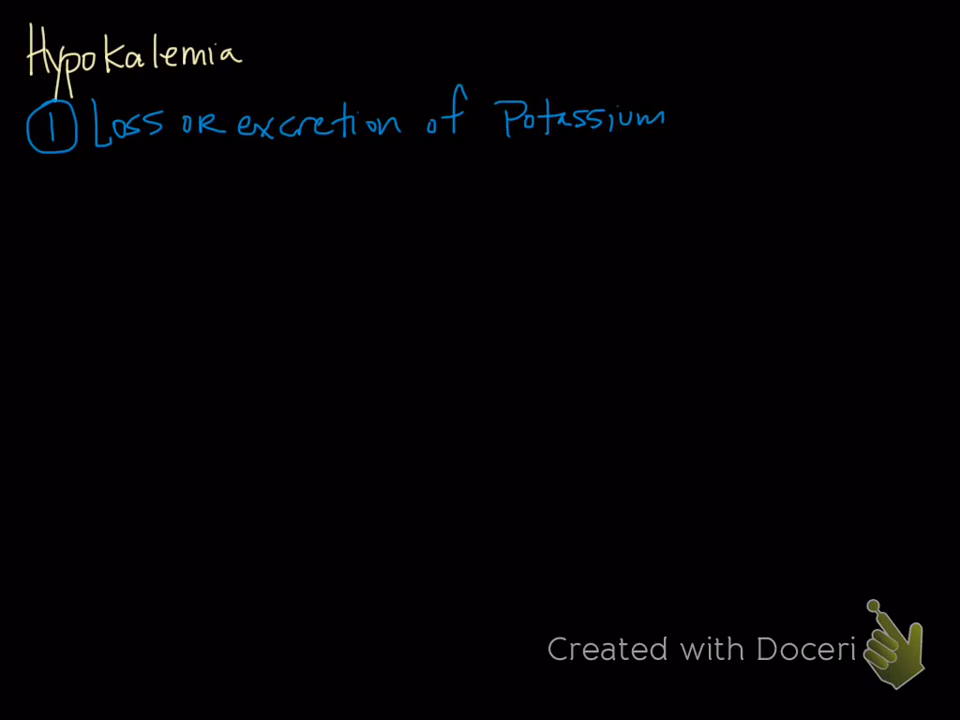 Hypokalemia
① Loss or excretion of Potassium
Created with Doceri